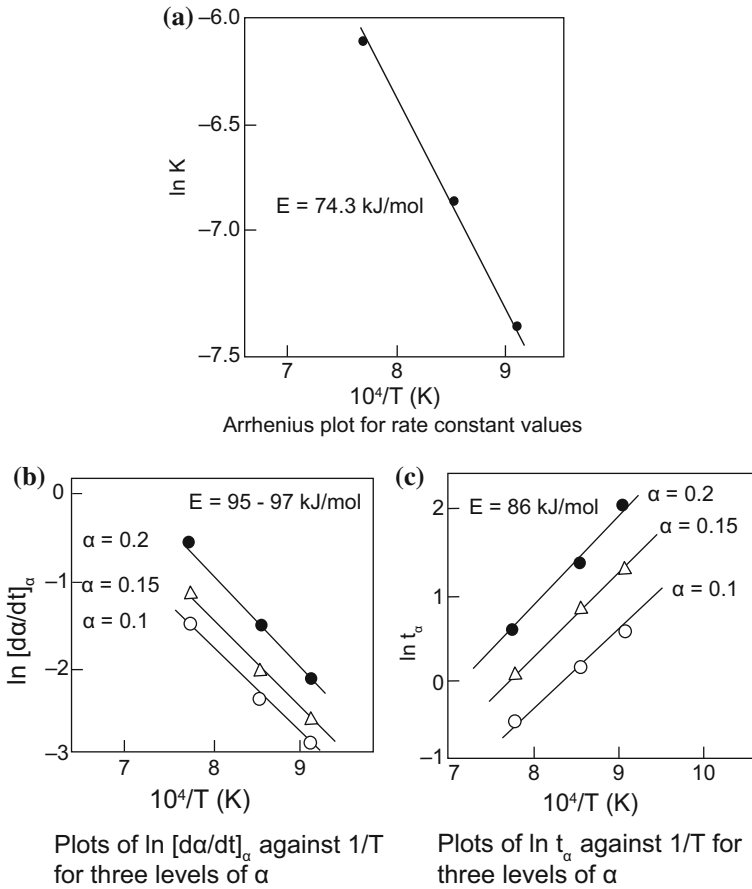 (a)
−6.0
−6.5
−7.0
−7.5
ln K
E = 74.3 kJ/mol
7 8 9
10⁴/T (K)
Arrhenius plot for rate constant values
(b)
0
−1
−2
−3
ln [dα/dt]α
E = 95 - 97 kJ/mol
α = 0.2
α = 0.15
α = 0.1
7 8 9
10⁴/T (K)
Plots of ln [dα/dt]α against 1/T
for three levels of α
(c)
2
1
0
−1
ln tα
E = 86 kJ/mol
α = 0.2
α = 0.15
α = 0.1
7 8 9 10
10⁴/T (K)
Plots of ln tα against 1/T for
three levels of α